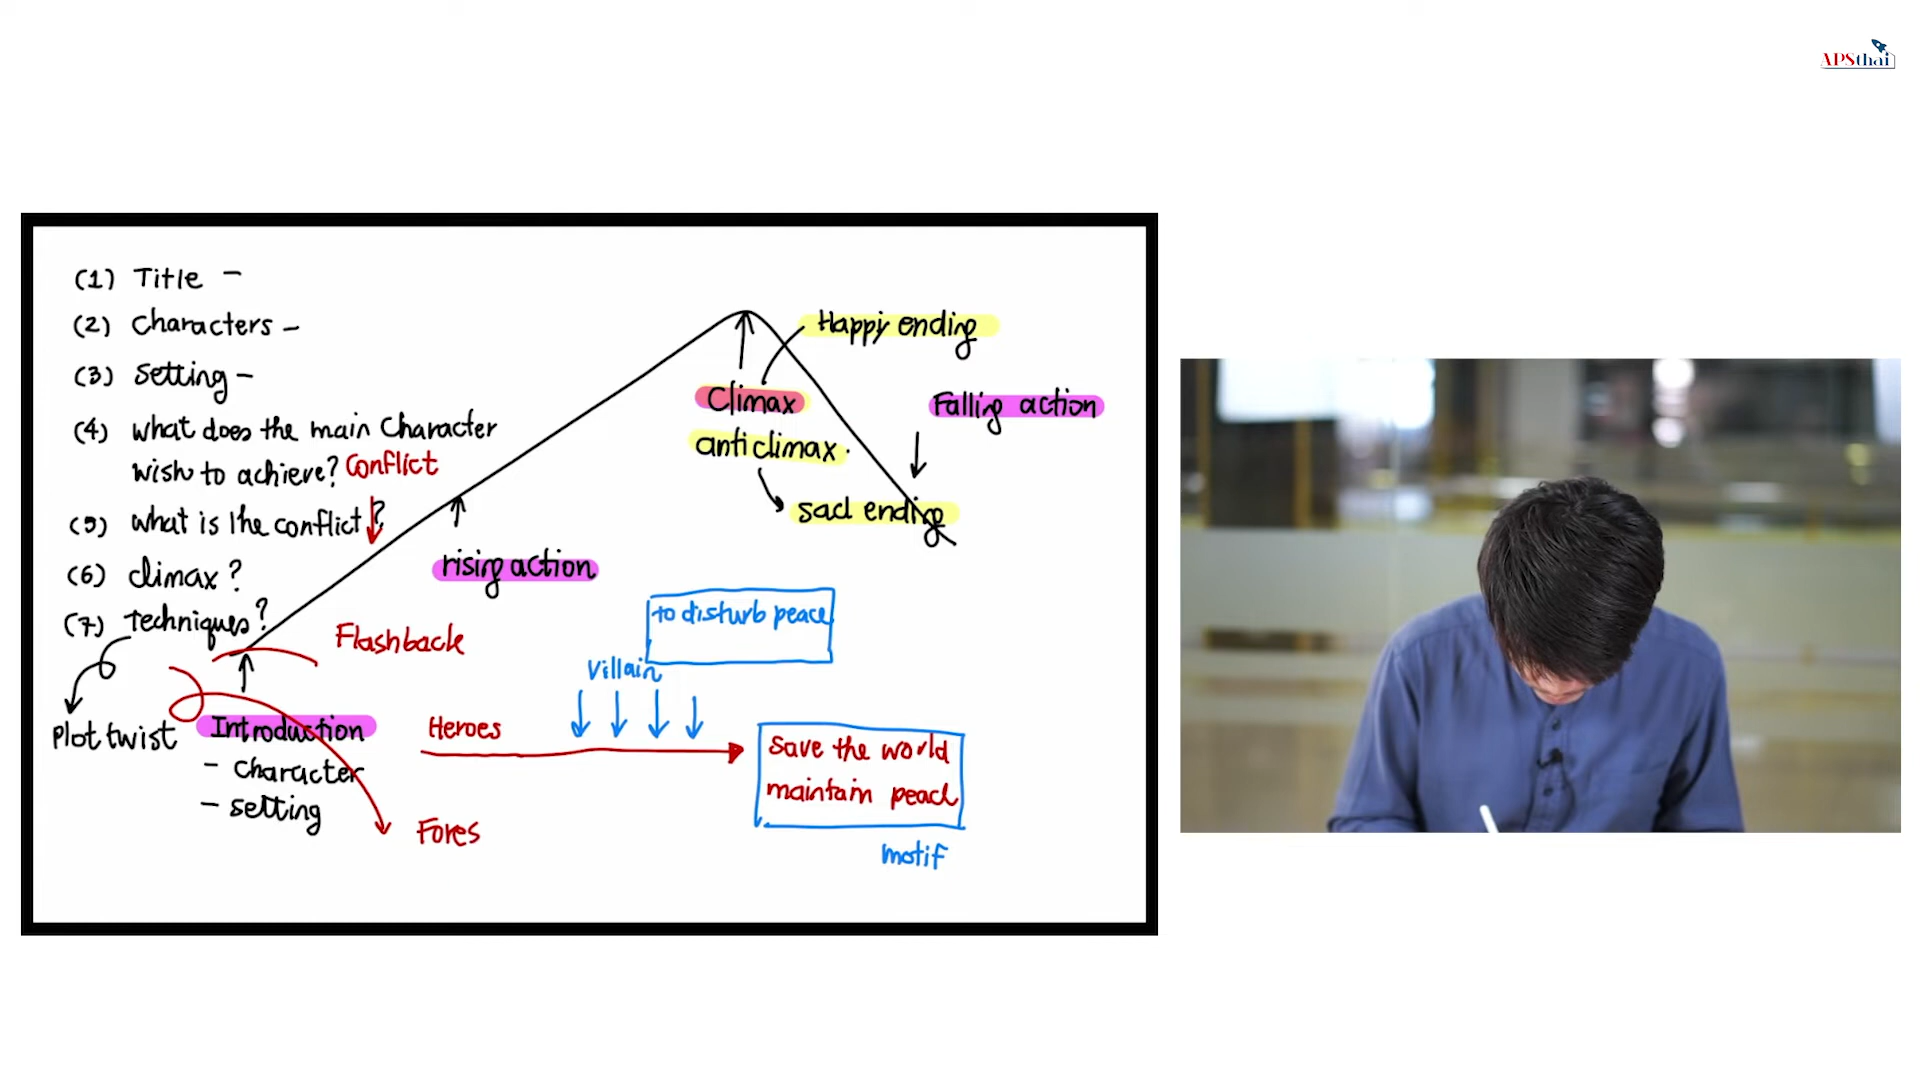 APSthai
(1) Title -
(2) Characters -
(3) Setting -
(4) what does the main Character
wish to achieve?
(5) what is the conflict?
(6) climax?
(7) techniques?
Plot twist
Conflict
Introduction
- Character
- setting
Flashback
Fores
rising action
Climax
anticlimax
Happy ending
sad ending
Falling action
to disturb peace
Villain
Heroes
Save the world
maintain peace
motif